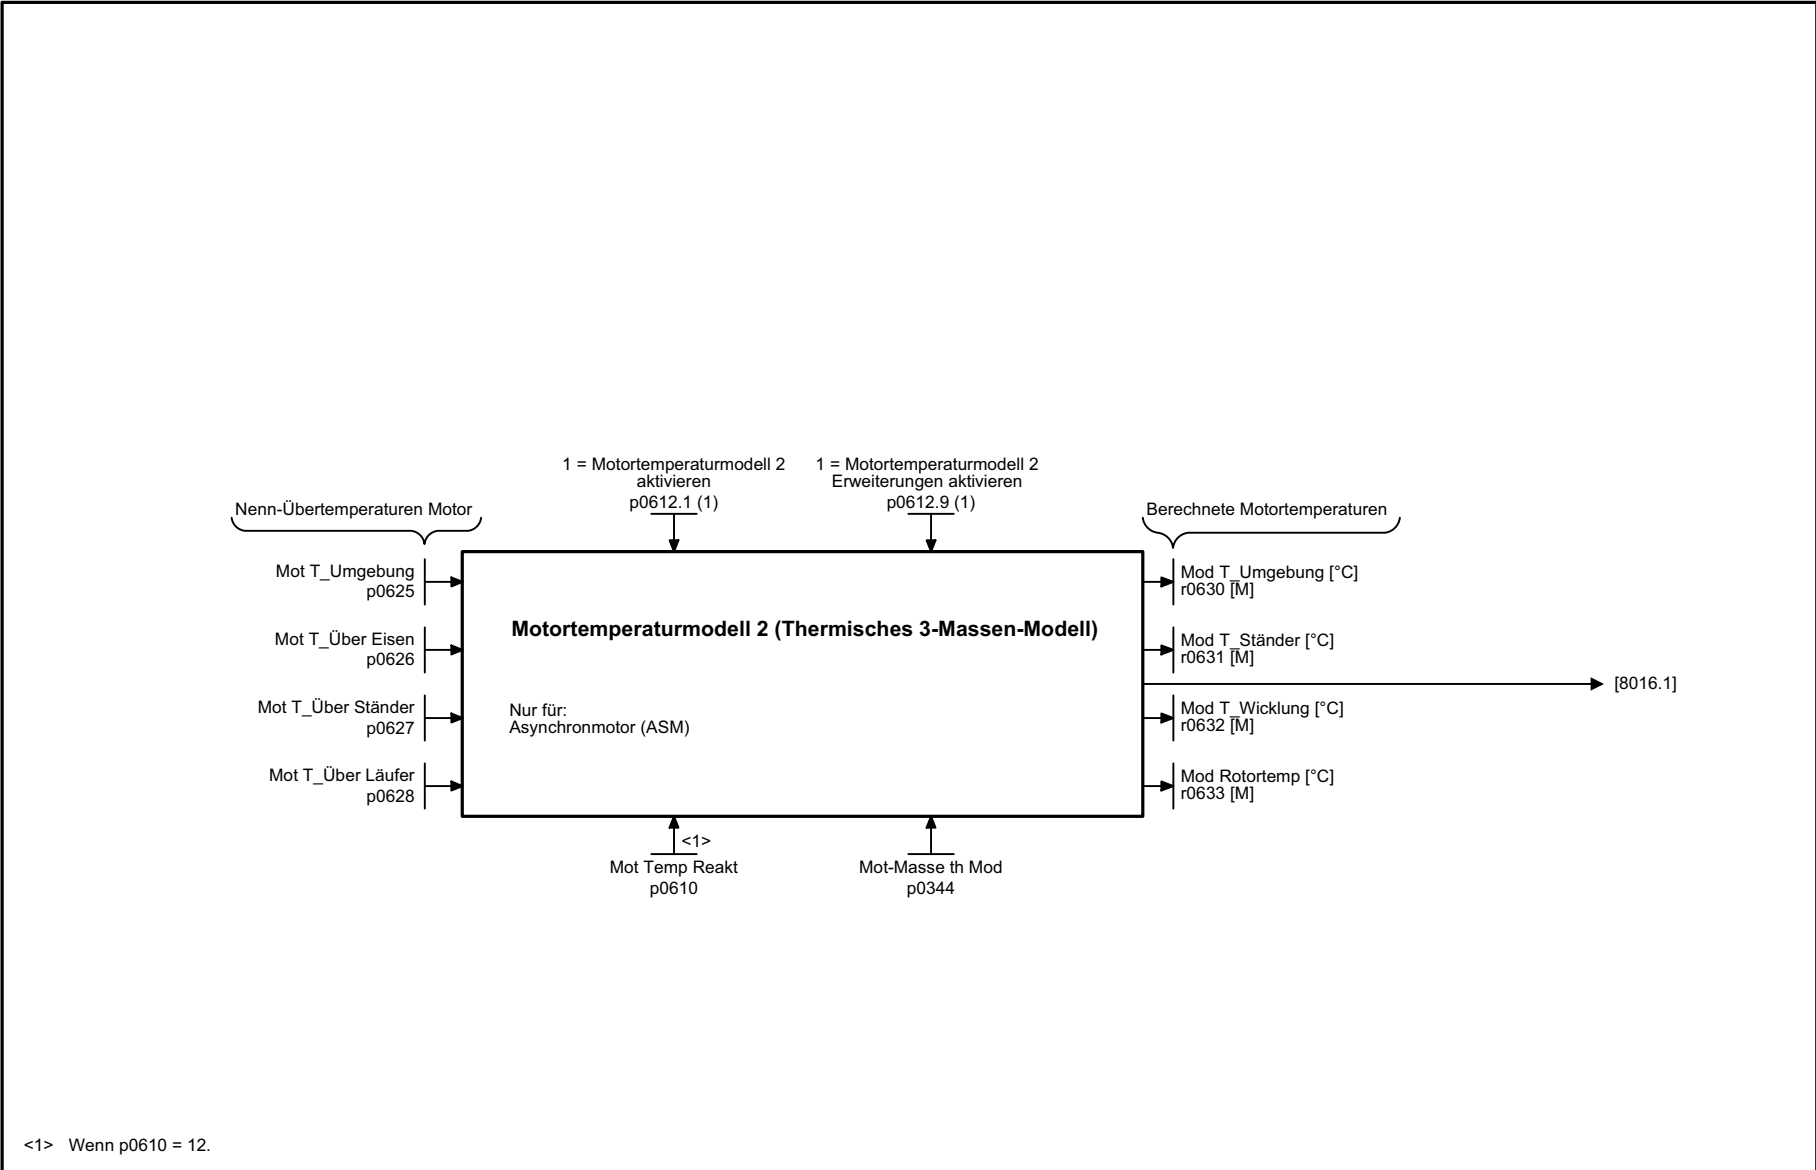 1 = Motortemperaturmodell 2
aktivieren
p0612.1 (1)
1 = Motortemperaturmodell 2
Erweiterungen aktivieren
p0612.9 (1)
Nenn-Übertemperaturen Motor
Berechnete Motortemperaturen
Mot T_Umgebung
p0625
Mot T_Über Eisen
p0626
Mot T_Über Ständer
p0627
Mot T_Über Läufer
p0628
Motortemperaturmodell 2 (Thermisches 3-Massen-Modell)
Nur für:
Asynchronmotor (ASM)
Mod T_Umgebung [°C]
r0630 [M]
Mod T_Ständer [°C]
r0631 [M]
[8016.1]
Mod T_Wicklung [°C]
r0632 [M]
Mod Rotortemp [°C]
r0633 [M]
<1>
Mot Temp Reakt
p0610
Mot-Masse th Mod
p0344
<1> Wenn p0610 = 12.